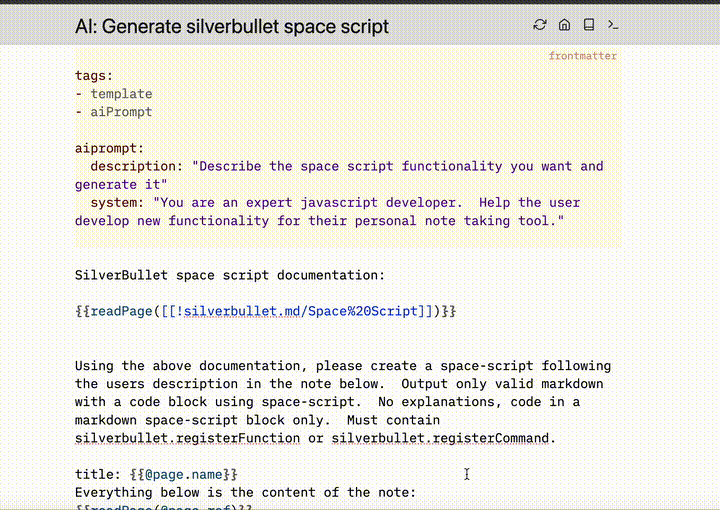 AI: Generate silverbullet space script
frontmatter
tags:
- template
- aiPrompt
aiprompt:
description: "Describe the space script functionality you want and
generate it"
system: "You are an expert javascript developer.  Help the user
develop new functionality for their personal note taking tool."
SilverBullet space script documentation:
{{readPage([[!silverbullet.md/Space%20Script]])}}
Using the above documentation, please create a space-script following
the users description in the note below.  Output only valid markdown
with a code block using space-script.  No explanations, code in a
markdown space-script block only.  Must contain
silverbullet.registerFunction or silverbullet.registerCommand.
title: {{@page.name}}
Everything below is the content of the note:
{{readPage(@page.ref)}}